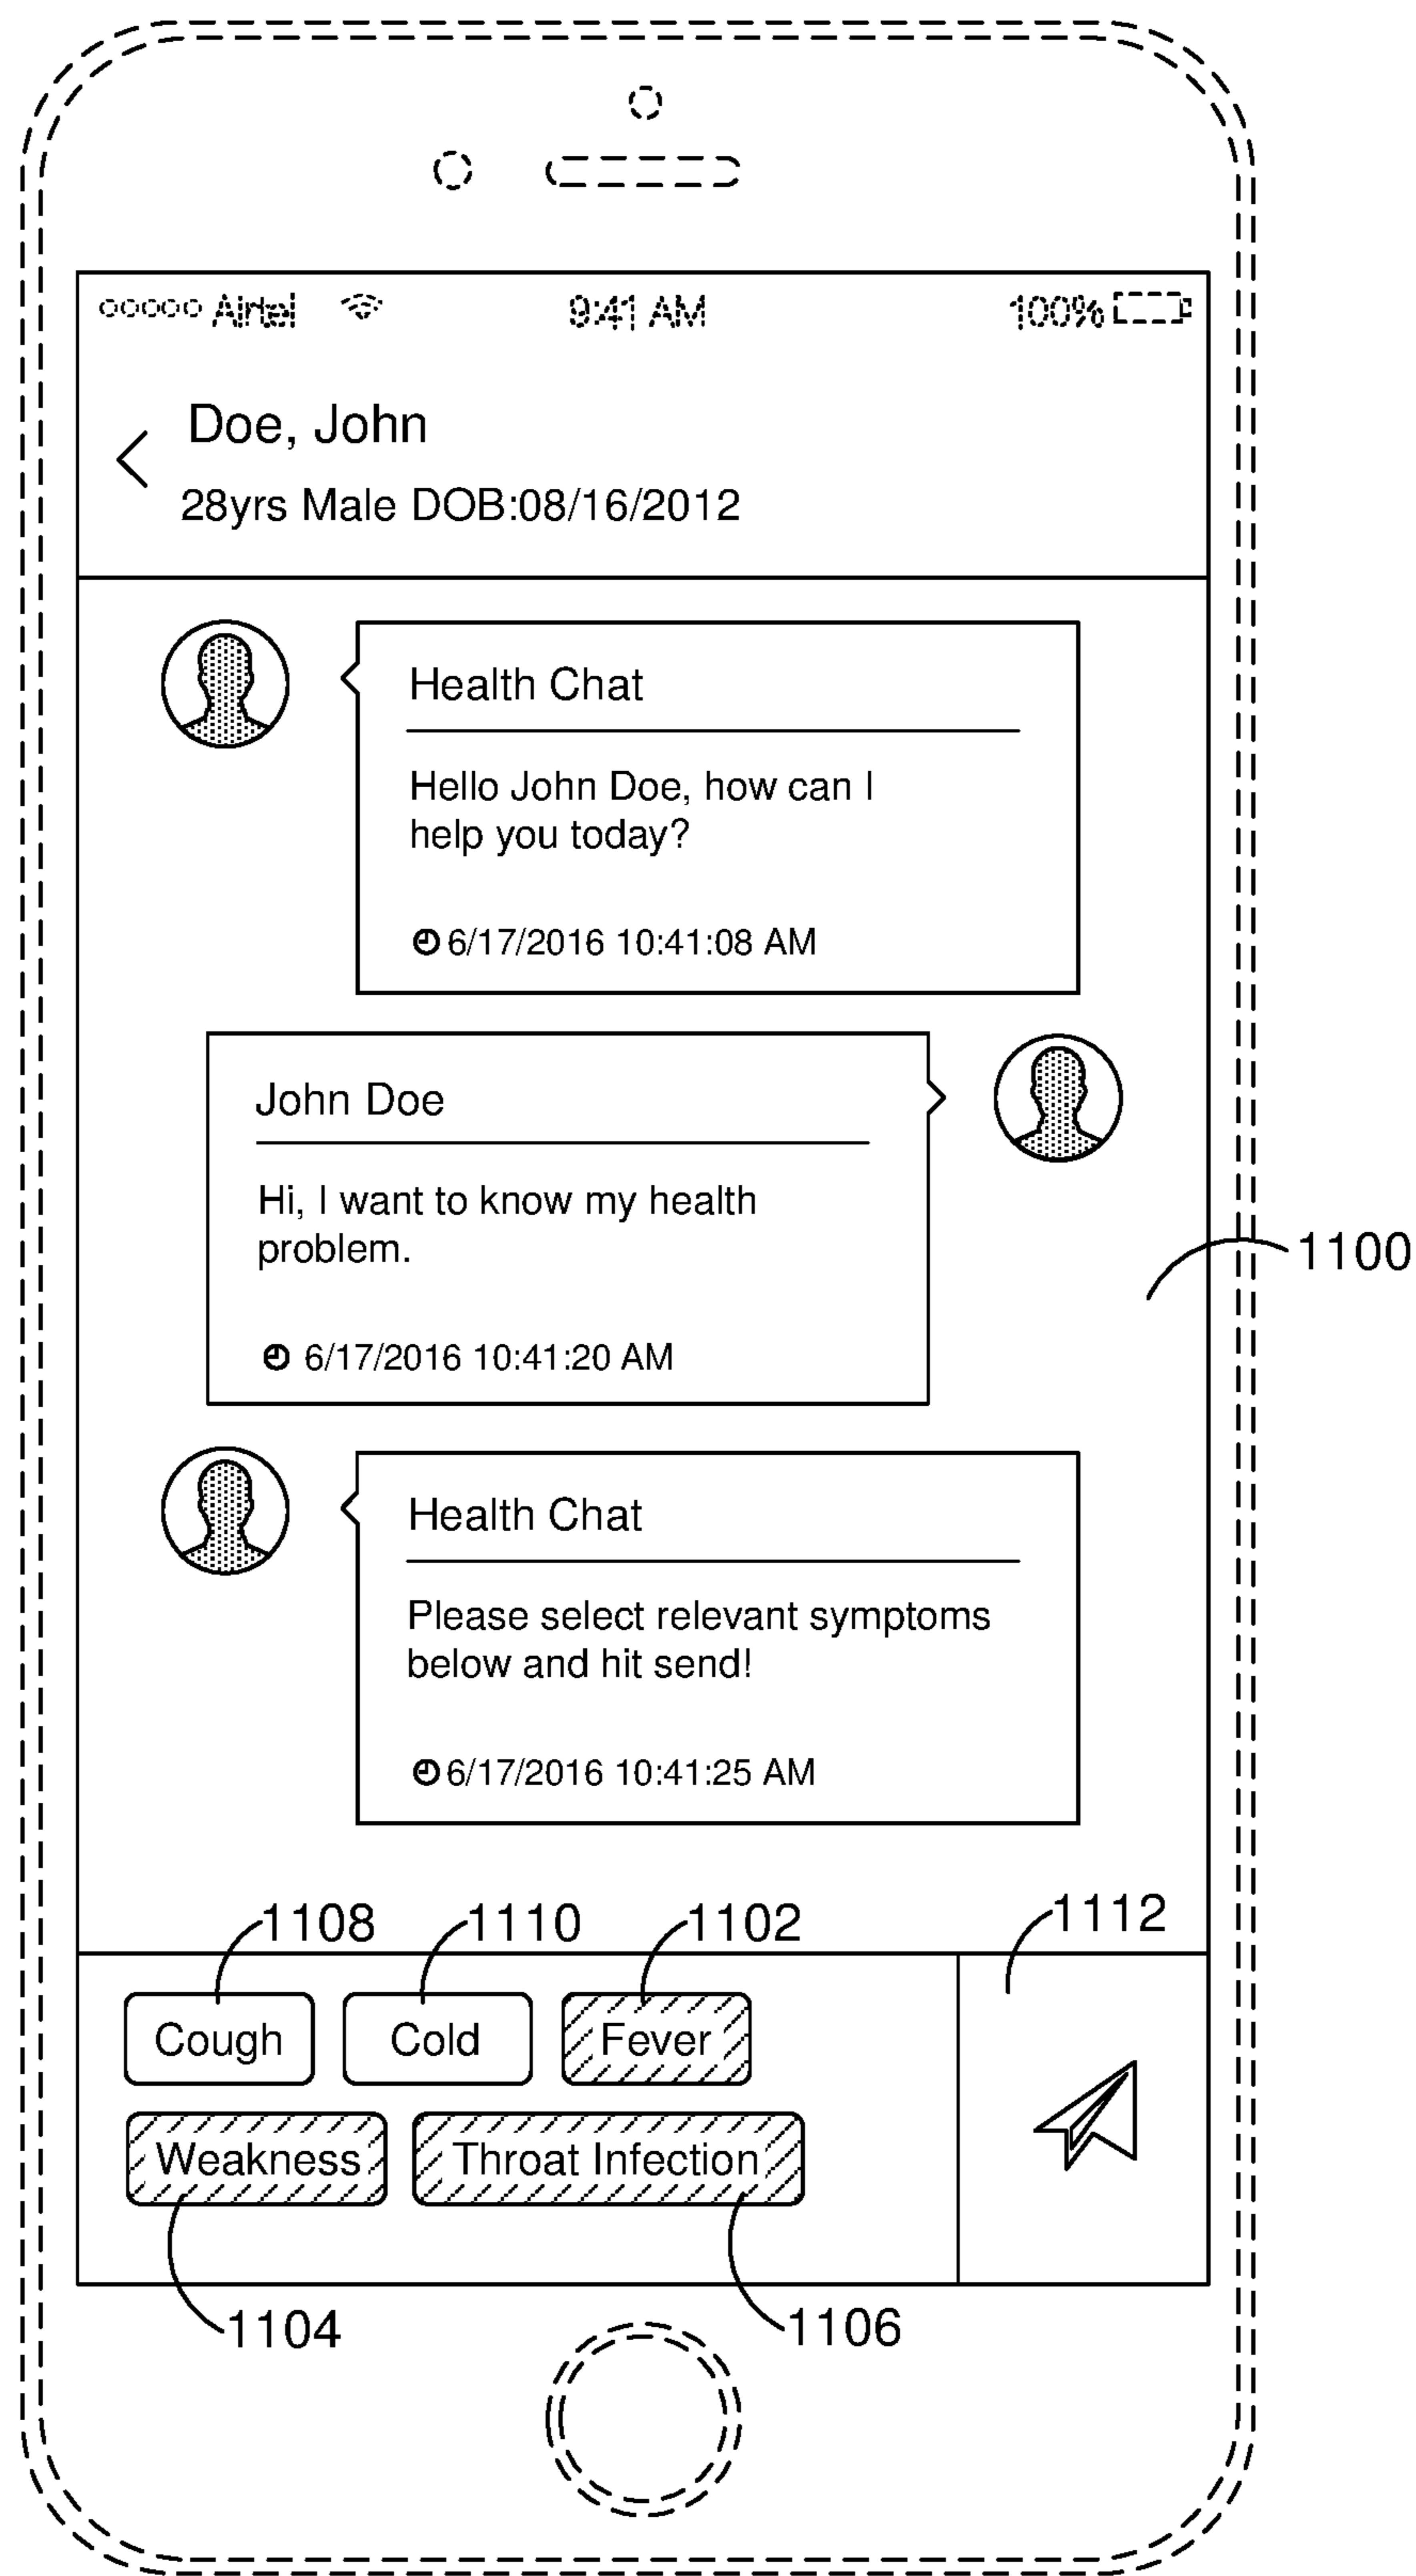 Airtel 9:41 AM 100%
Doe, John
28yrs Male DOB:08/16/2012
Health Chat
Hello John Doe, how can I
help you today?
6/17/2016 10:41:08 AM
John Doe
Hi, I want to know my health
problem.
6/17/2016 10:41:20 AM
1100
Health Chat
Please select relevant symptoms
below and hit send!
6/17/2016 10:41:25 AM
1108 1110 1102 1112
Cough Cold Fever
Weakness Throat Infection
1104 1106